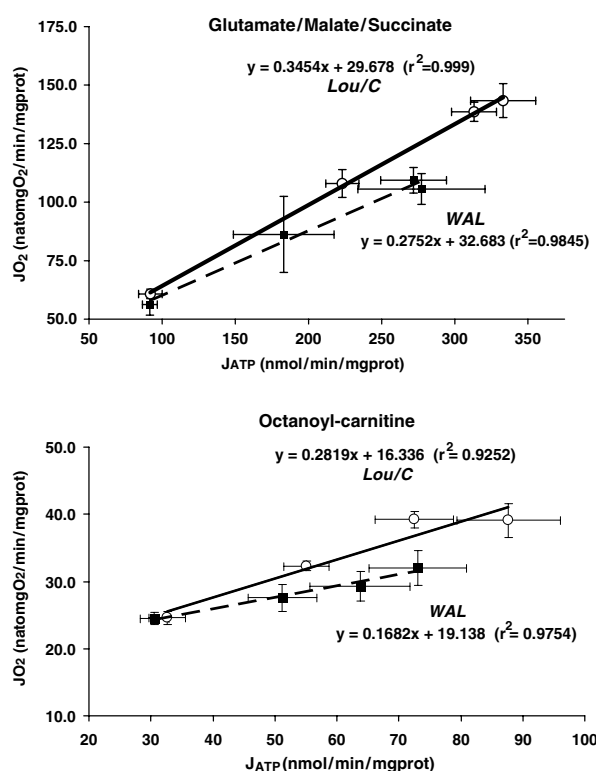 Glutamate/Malate/Succinate
y = 0.3454x + 29.678 (r²=0.999)
Lou/C
175.0
150.0
125.0
100.0
75.0
50.0
JO₂ (natomgO₂/min/mgprot)
WAL
y = 0.2752x + 32.683 (r²=0.9845)
50 100 150 200 250 300 350
JATP (nmol/min/mgprot)
Octanoyl-carnitine
y = 0.2819x + 16.336 (r²= 0.9252)
Lou/C
50.0
40.0
30.0
20.0
10.0
JO₂ (natomgO₂/min/mgprot)
WAL
y = 0.1682x + 19.138 (r²= 0.9754)
20 30 40 50 60 70 80 90 100
JATP (nmol/min/mgprot)